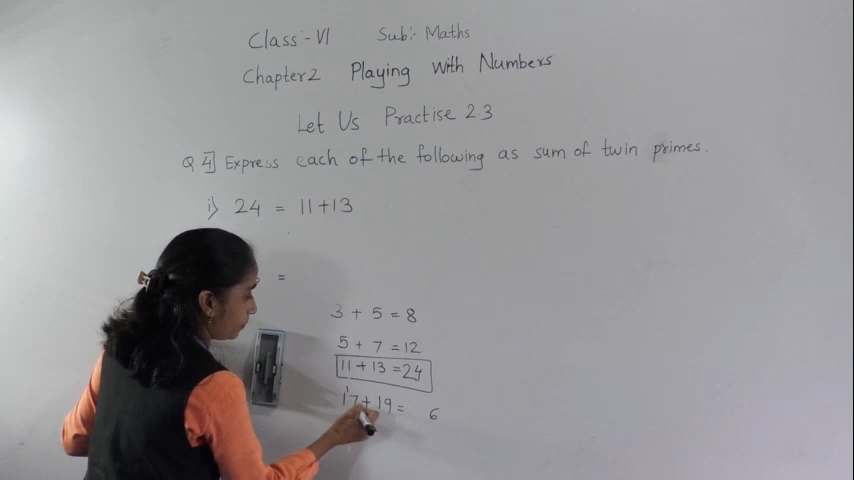 Class:-VI Sub:- Maths
Chapter 2 Playing With Numbers
Let Us Practise 2.3
Q.4] Express each of the following as sum of twin primes.
i) 24 = 11+13
=
3 + 5 = 8
5 + 7 = 12
11 + 13 = 24
1
17+19 = 6